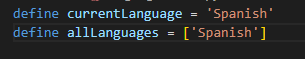 define currentLanguage = 'Spanish'
define allLanguages = ['Spanish']